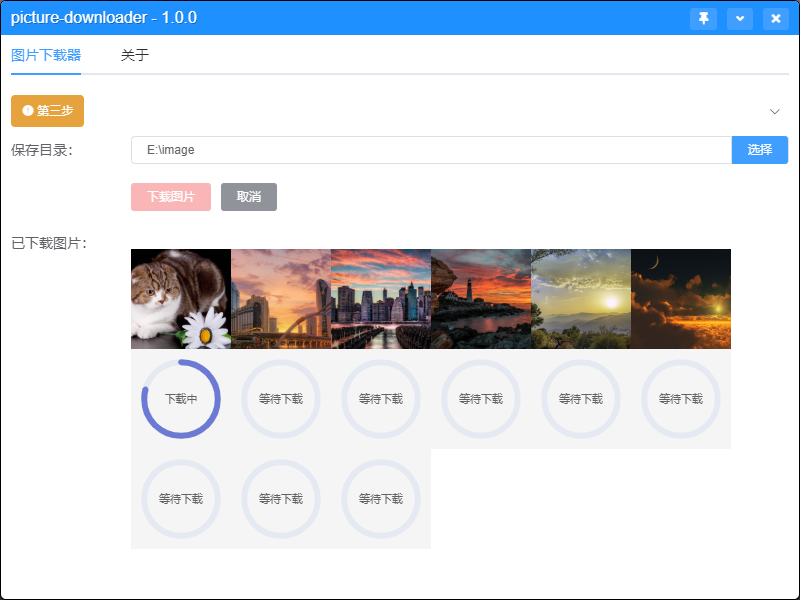 picture-downloader - 1.0.0
图片下载器 关于
第三步
保存目录： E:\image 选择
下载图片 取消
已下载图片：
下载中 等待下载 等待下载 等待下载 等待下载 等待下载
等待下载 等待下载 等待下载